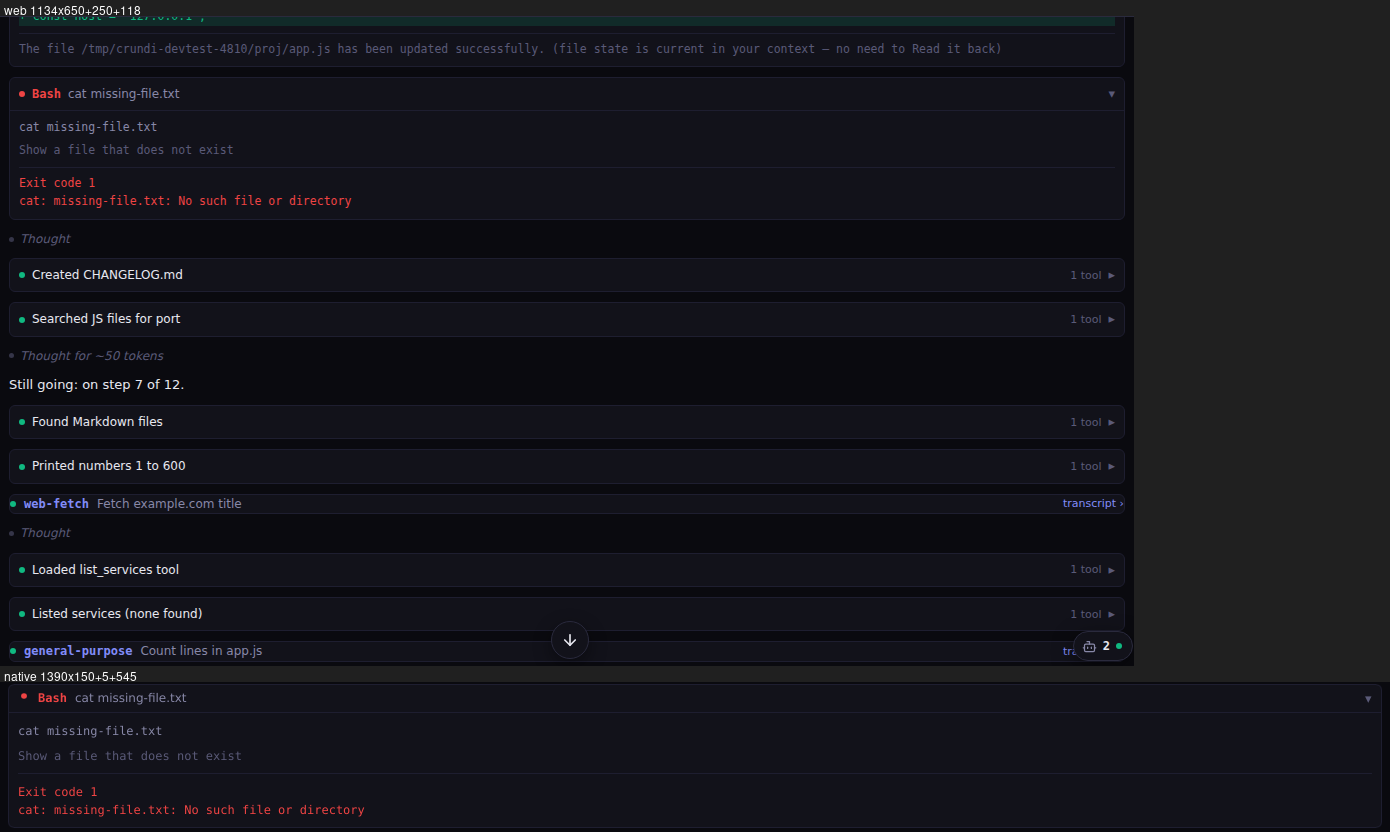 web 1134x650+250+118
+ const host = '127.0.0.1';
The file /tmp/crundi-devtest-4810/proj/app.js has been updated successfully. (file state is current in your context — no need to Read it back)
Bash cat missing-file.txt ▼
cat missing-file.txt
Show a file that does not exist
Exit code 1
cat: missing-file.txt: No such file or directory
Thought
Created CHANGELOG.md 1 tool ▶
Searched JS files for port 1 tool ▶
Thought for ~50 tokens
Still going: on step 7 of 12.
Found Markdown files 1 tool ▶
Printed numbers 1 to 600 1 tool ▶
web-fetch Fetch example.com title transcript ›
Thought
Loaded list_services tool 1 tool ▶
Listed services (none found) 1 tool ▶
general-purpose Count lines in app.js
2
native 1390x150+5+545
Bash cat missing-file.txt ▼
cat missing-file.txt
Show a file that does not exist
Exit code 1
cat: missing-file.txt: No such file or directory